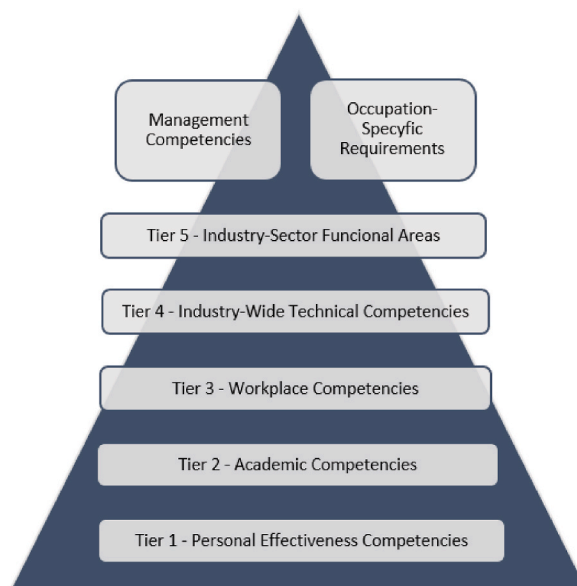 Management
Competencies
Occupation-
Specyfic
Requirements
Tier 5 - Industry-Sector Funcional Areas
Tier 4 - Industry-Wide Technical Competencies
Tier 3 - Workplace Competencies
Tier 2 - Academic Competencies
Tier 1 - Personal Effectiveness Competencies